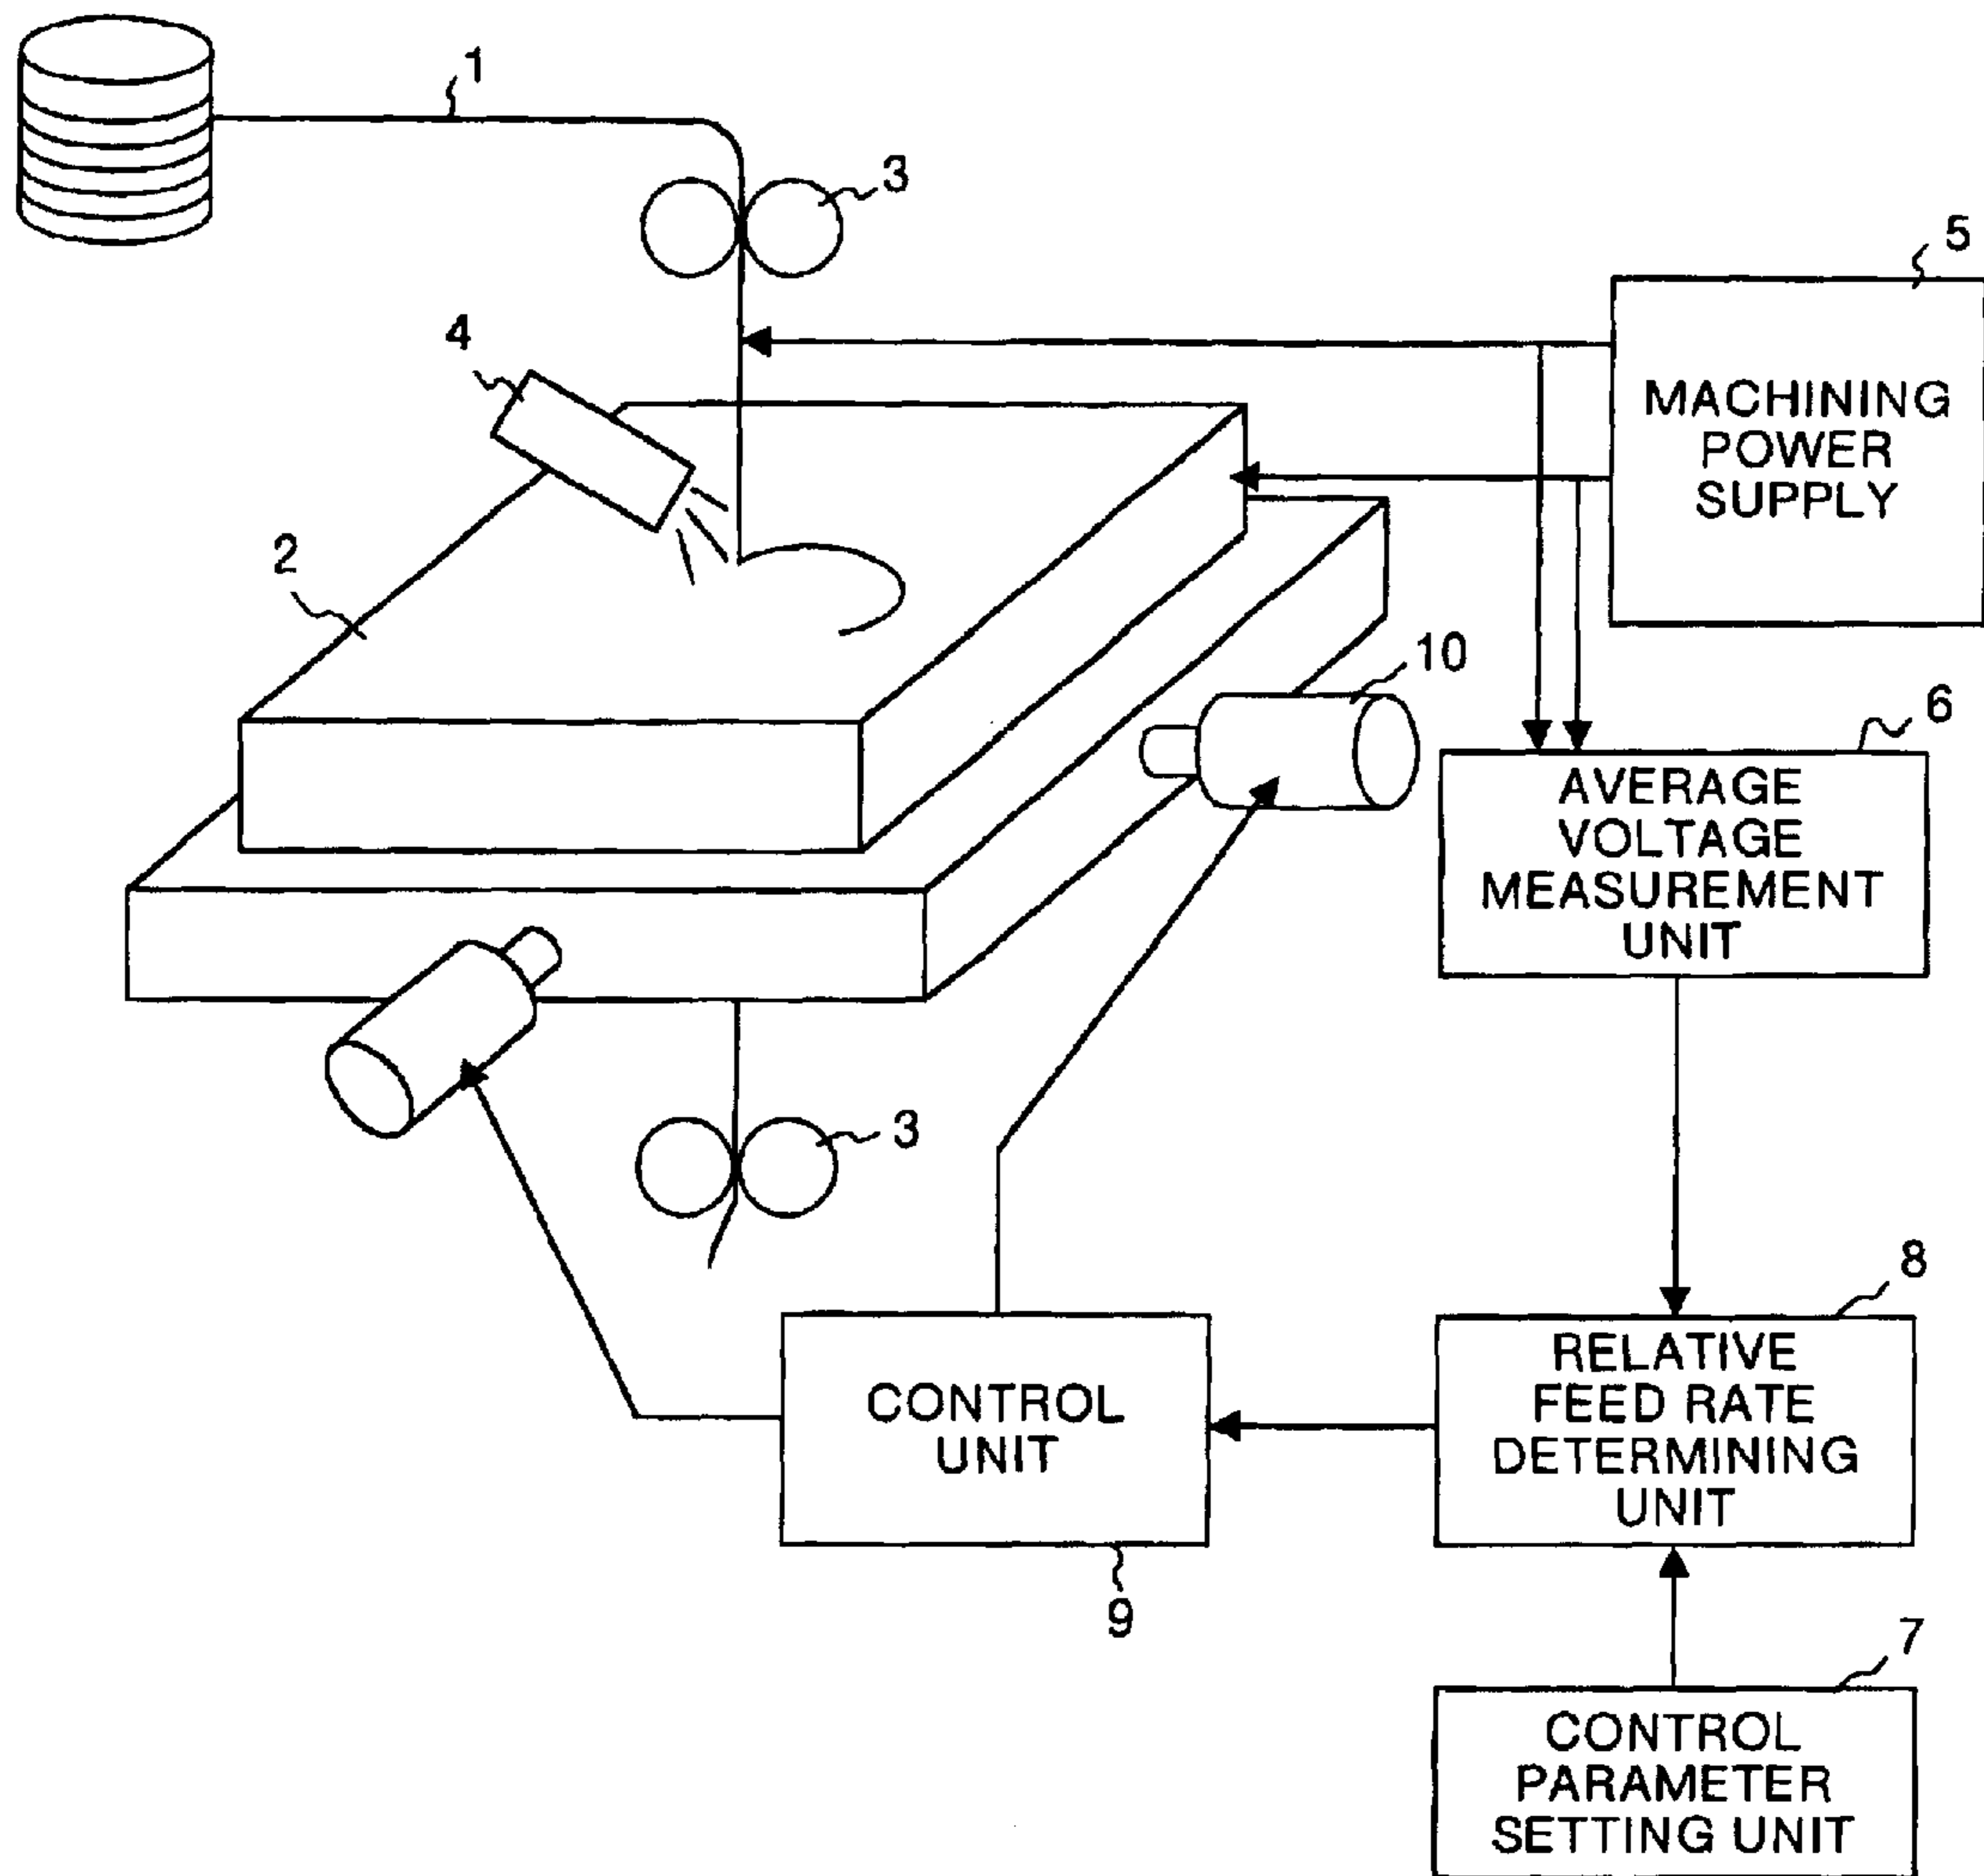 1
3
5
4
MACHINING
POWER
SUPPLY
2
10
6
AVERAGE
VOLTAGE
MEASUREMENT
UNIT
3
8
RELATIVE
FEED RATE
DETERMINING
UNIT
CONTROL
UNIT
9
7
CONTROL
PARAMETER
SETTING UNIT